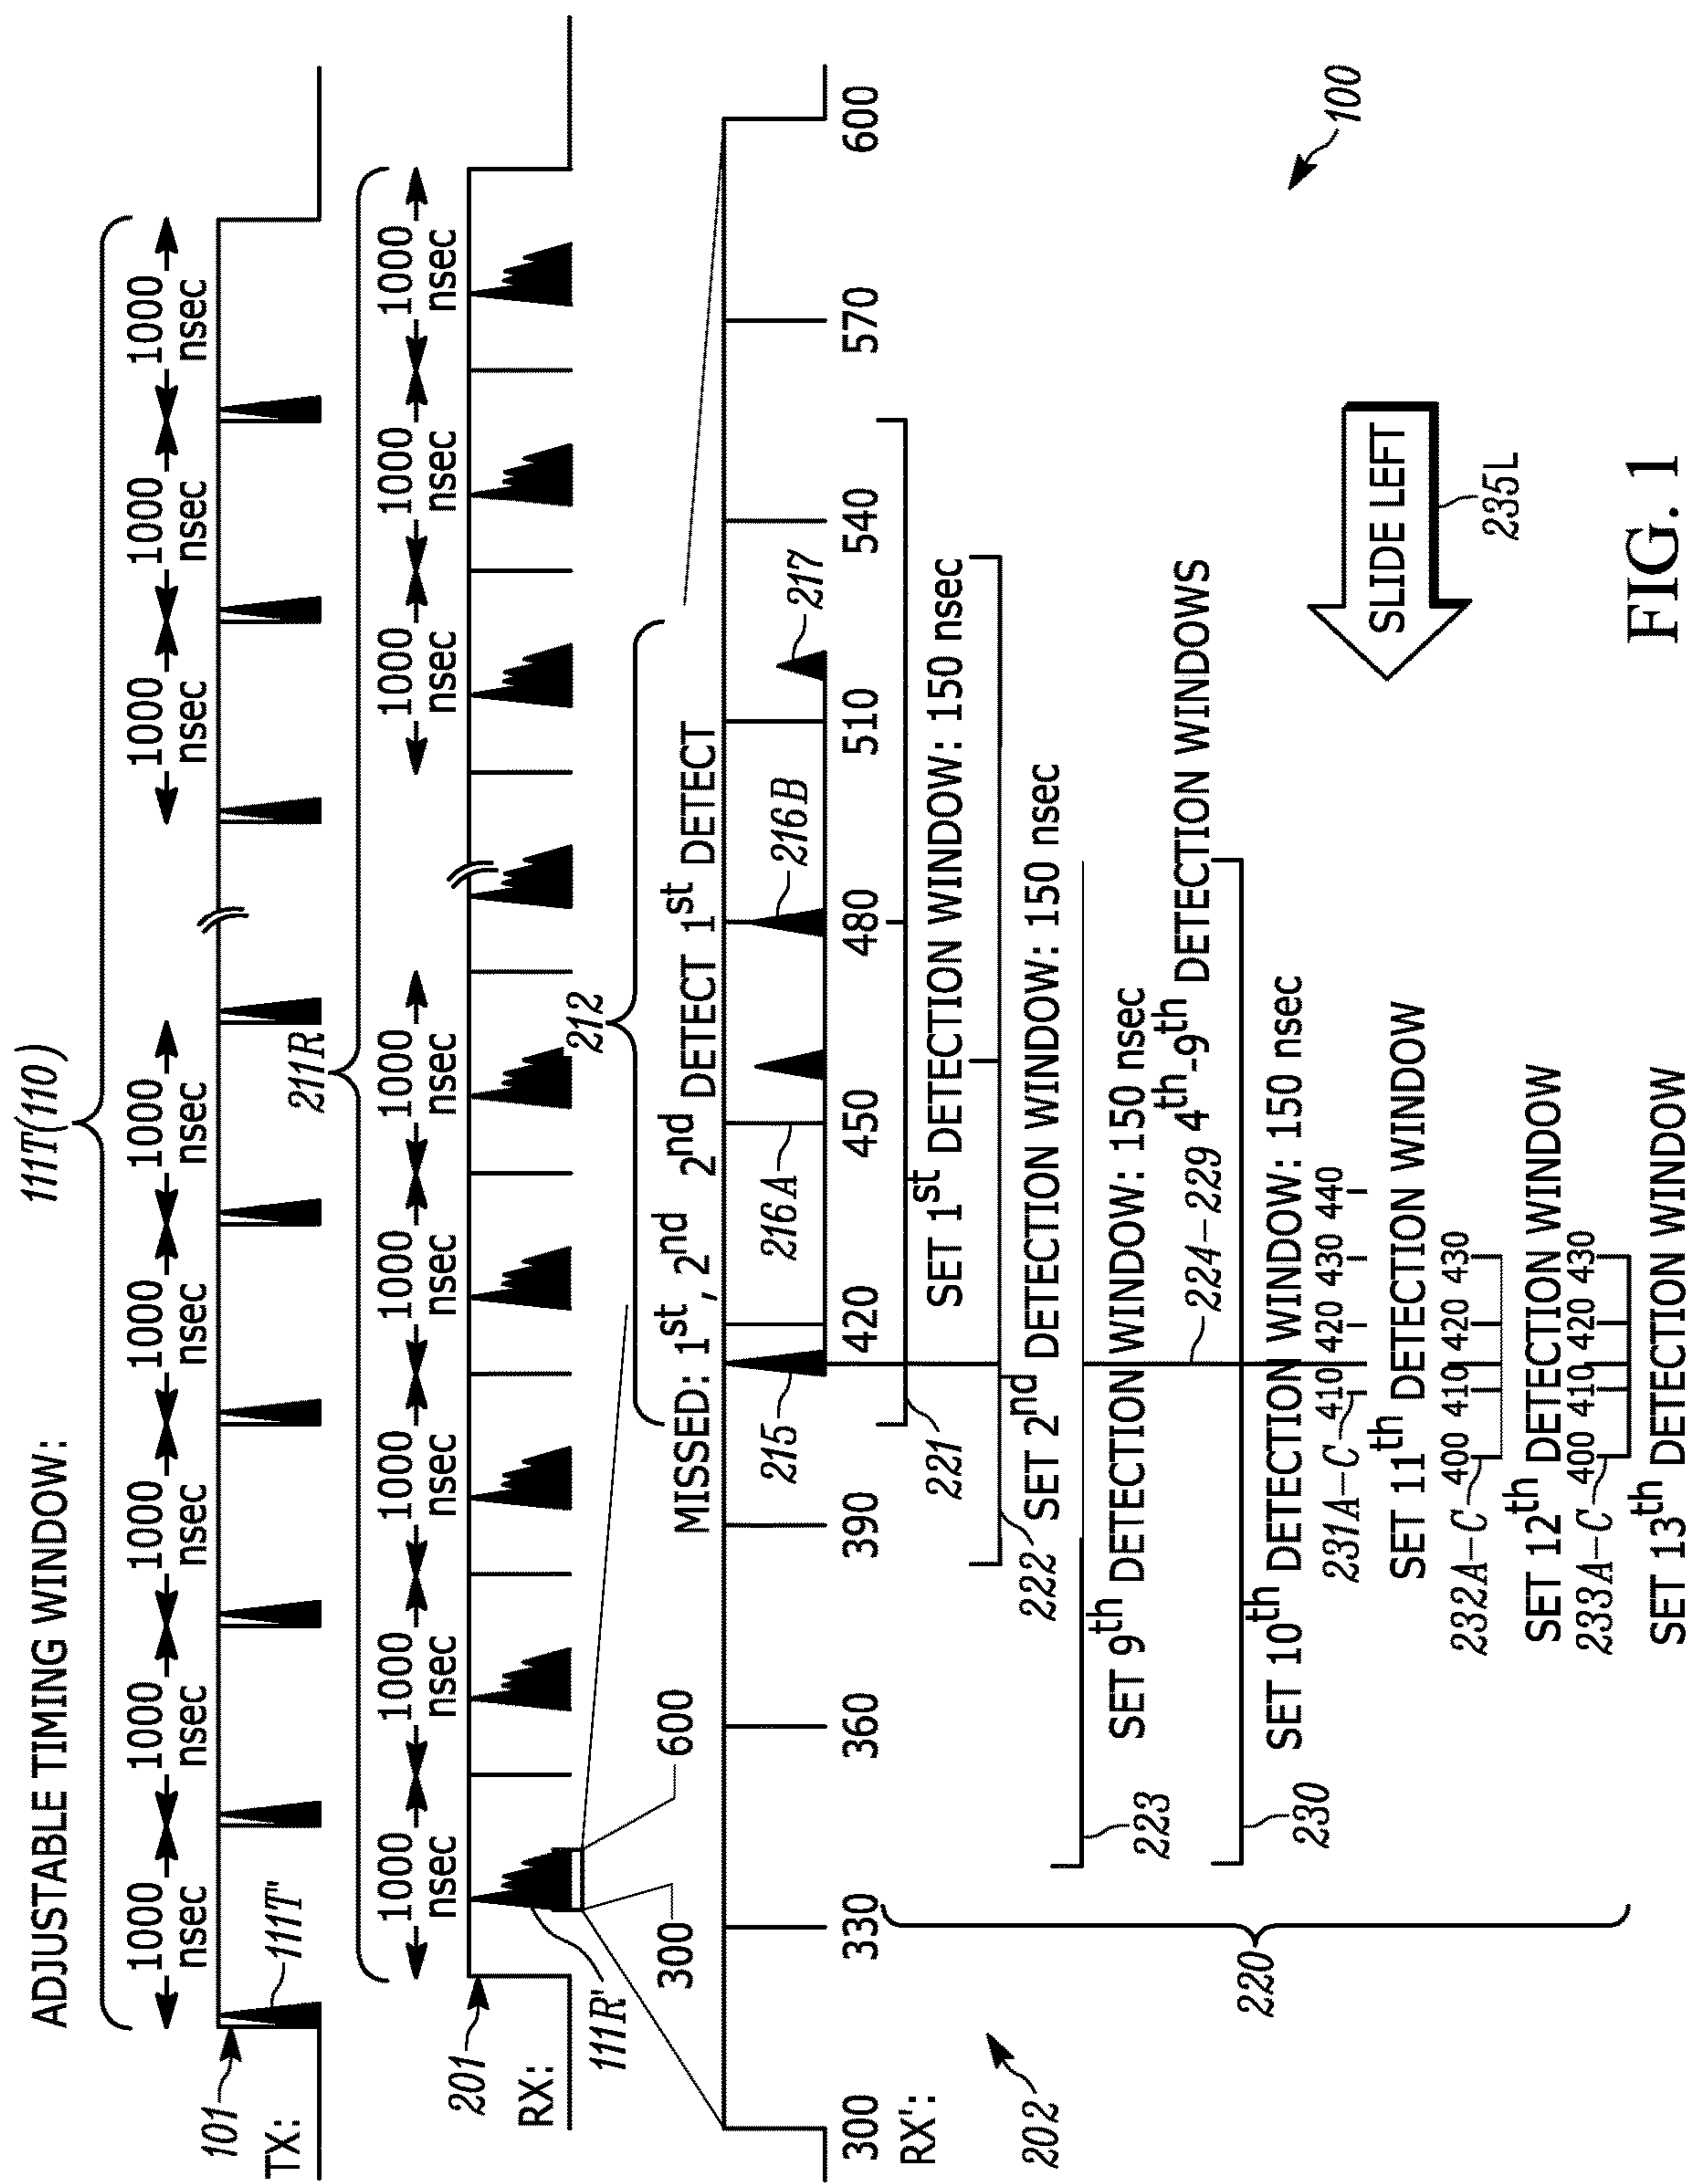 ADJUSTABLE TIMING WINDOW:
111T(110)
1000 nsec 1000 nsec 1000 nsec 1000 nsec 1000 nsec 1000 nsec 1000 nsec 1000 nsec
101
111T'
TX:
211R
1000 nsec 1000 nsec 1000 nsec 1000 nsec 1000 nsec 1000 nsec 1000 nsec 1000 nsec
201
RX:
111R'
300
600
212
MISSED: 1st, 2nd 2nd DETECT 1st DETECT
215
216A
216B
217
300 330 360 390 420 450 480 510 540 570 600
RX':
202
221
SET 1st DETECTION WINDOW: 150 nsec
222
SET 2nd DETECTION WINDOW: 150 nsec
223
SET 9th DETECTION WINDOW: 150 nsec
224-229
4th-9th DETECTION WINDOWS
230
SET 10th DETECTION WINDOW: 150 nsec
220
231A-C
410 420 430 440
SET 11th DETECTION WINDOW
232A-C
400 410 420 430
SET 12th DETECTION WINDOW
233A-C
400 410 420 430
SET 13th DETECTION WINDOW
100
SLIDE LEFT
235L
FIG. 1